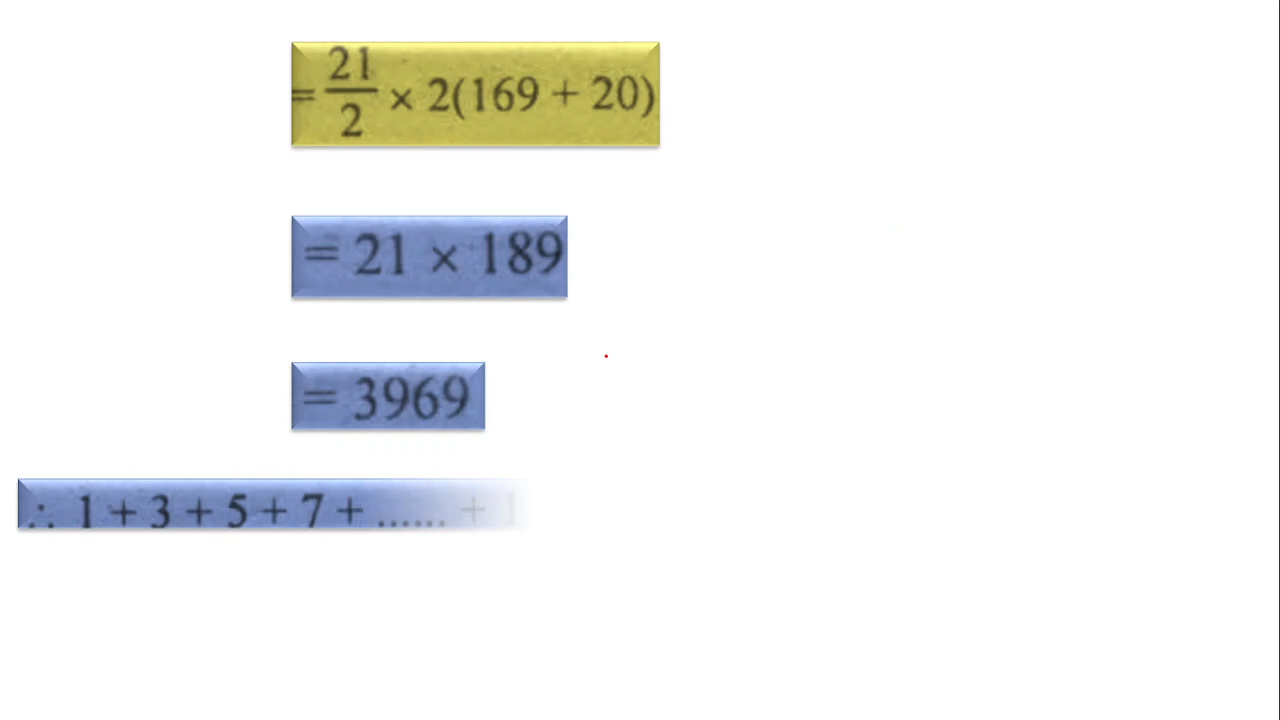 = 21/2 × 2(169 + 20)
= 21 × 189
= 3969
∴ 1 + 3 + 5 + 7 + ...... +